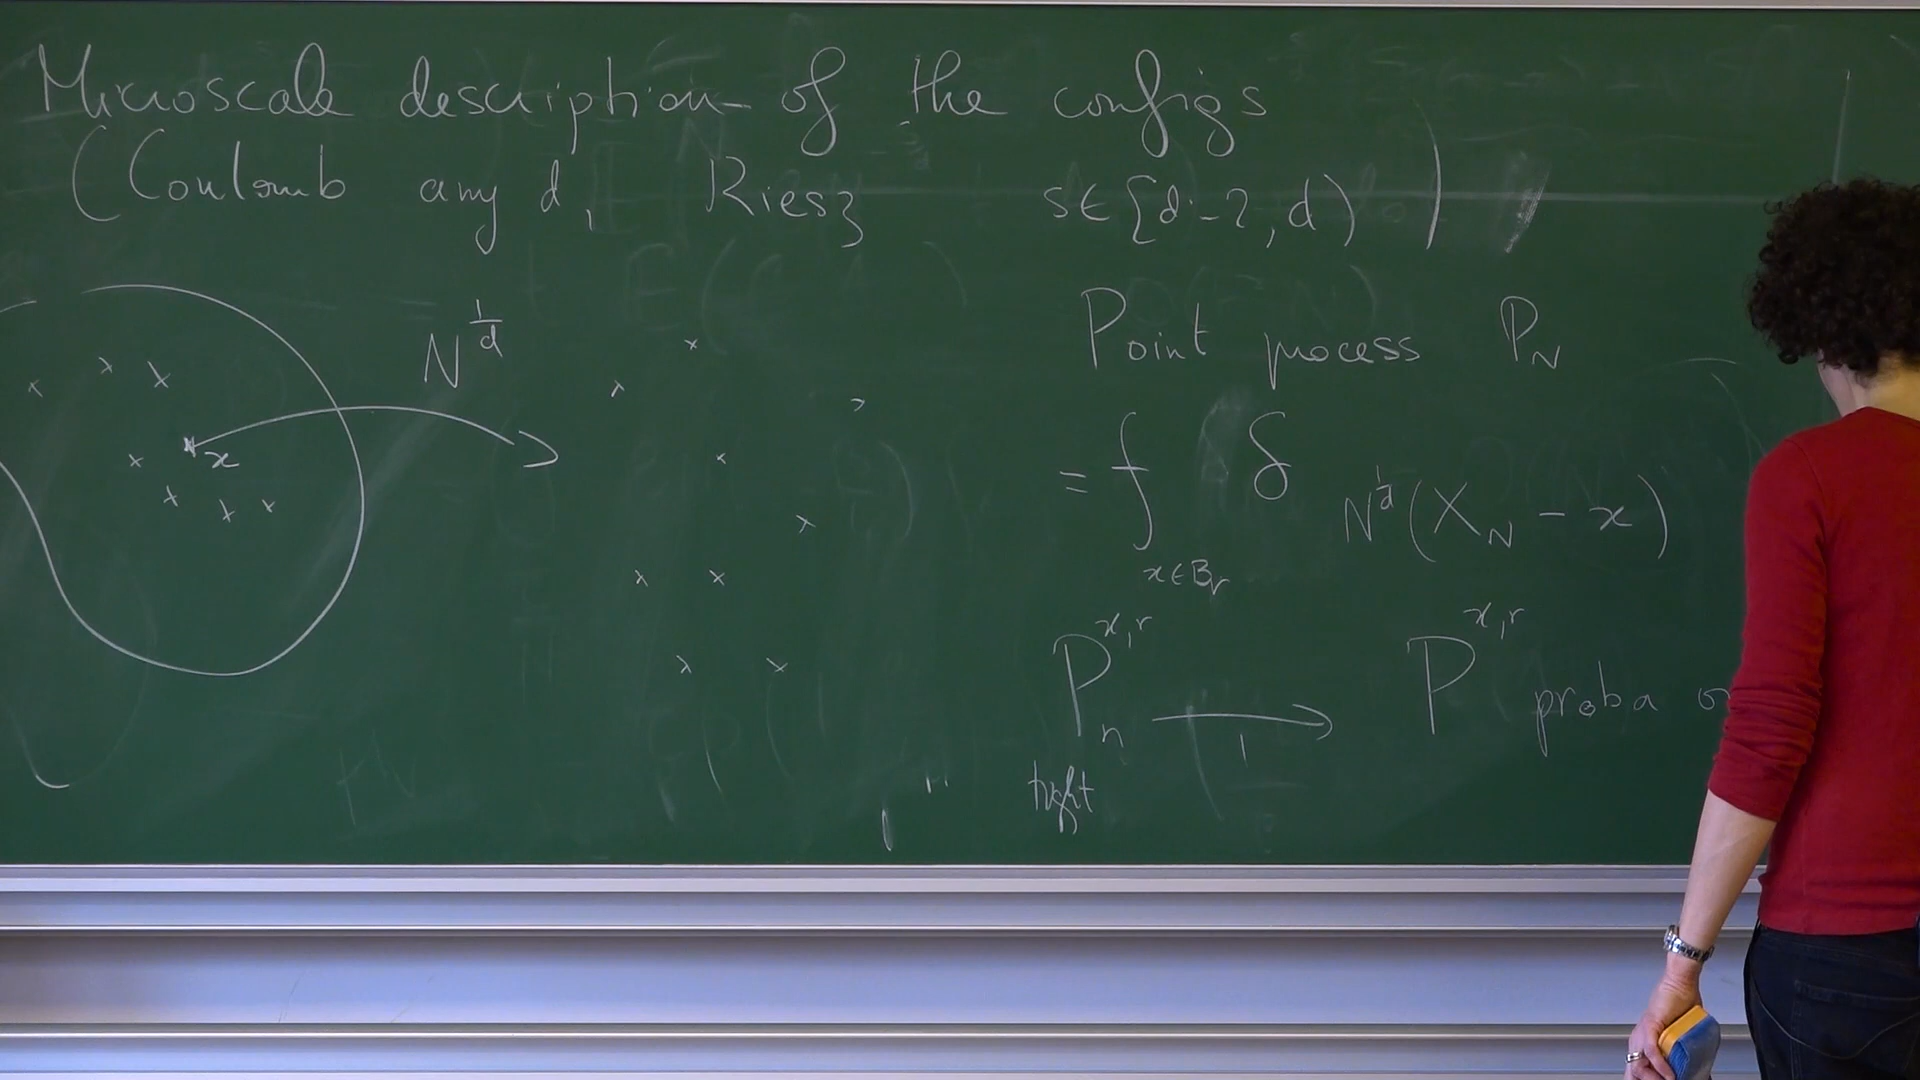 Microscale description of the configs
(Coulomb any d, Riesz s∈[d-2, d))
N^{1/d}
x
Point process P_N
= ⨍_{x∈B_r} δ_{N^{1/d}(X_N - x)}
P_n^{x,r} → P^{x,r} proba
tight